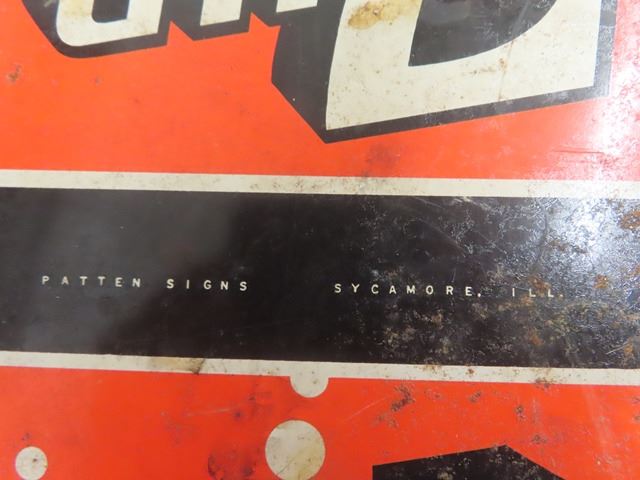 PATTEN SIGNS SYCAMORE, ILL.